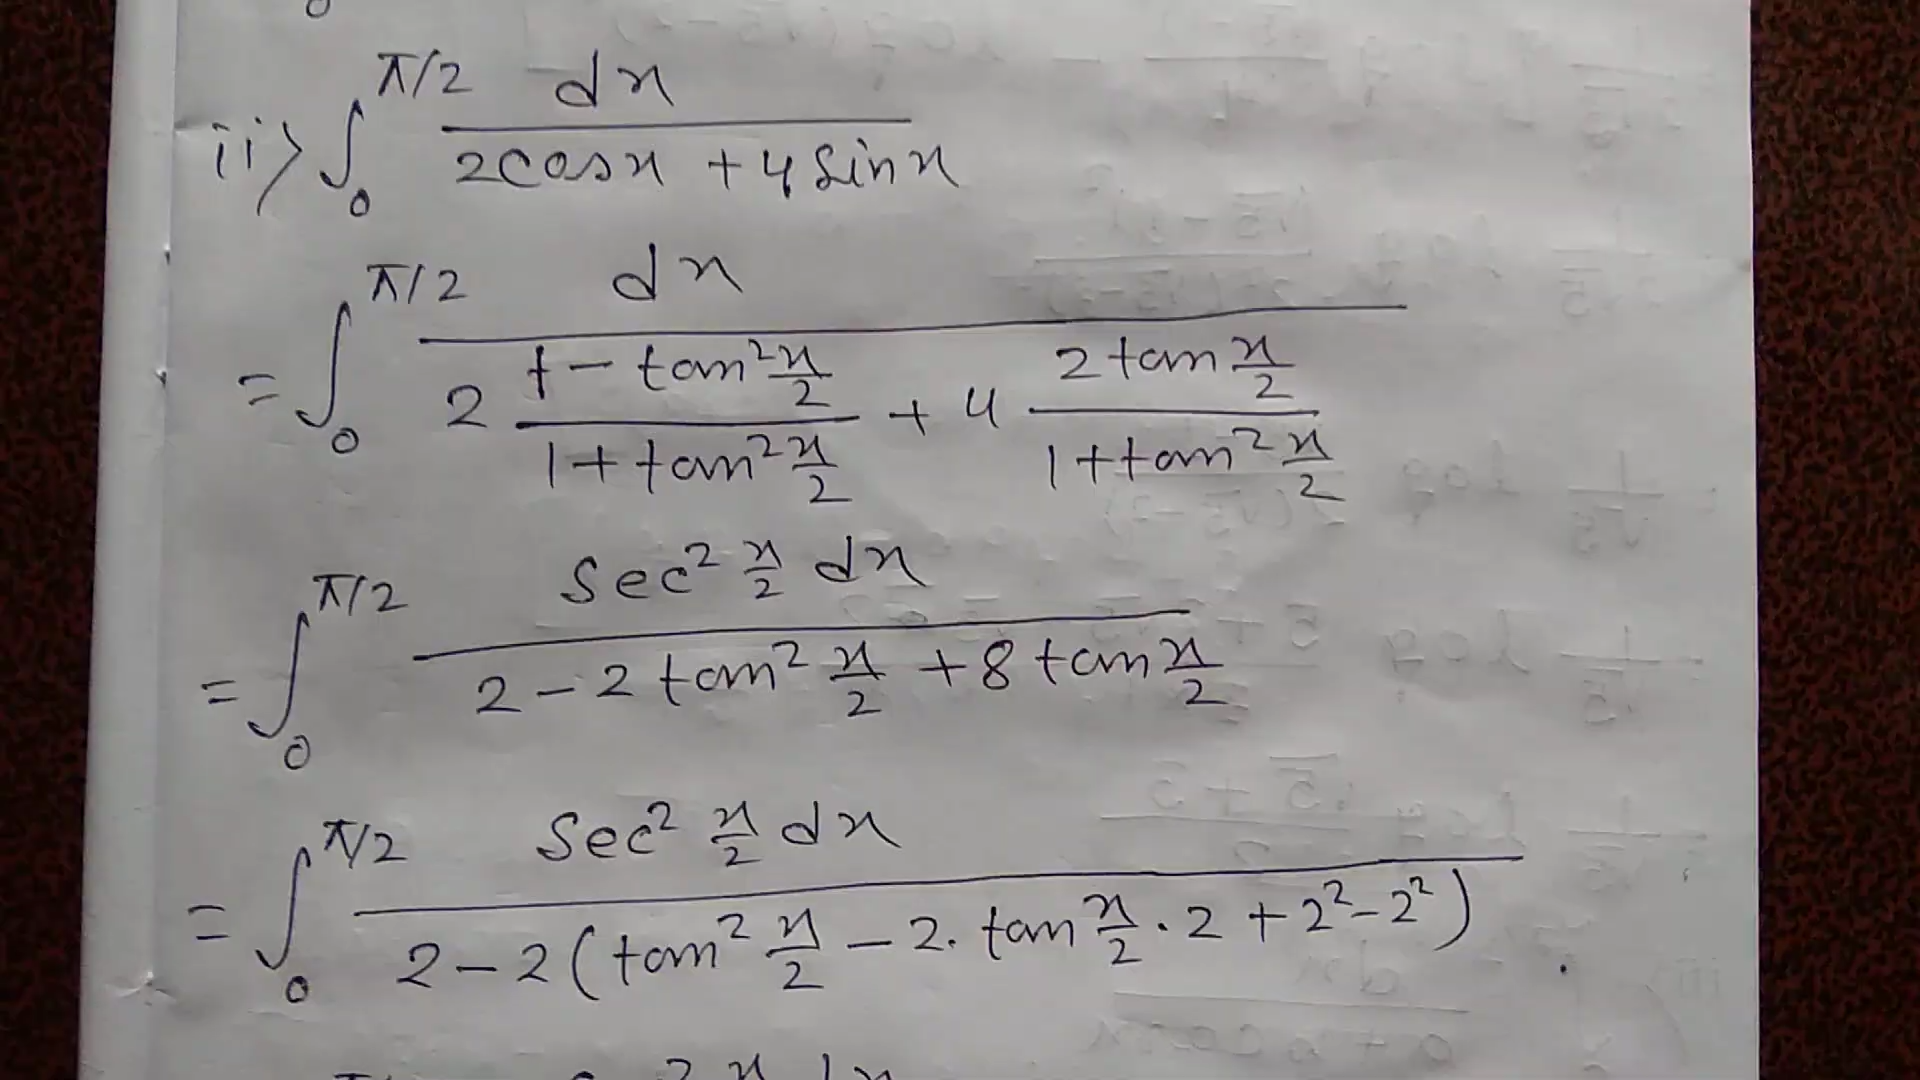 ii> ∫₀^π/2 dx / (2cosx + 4 sinx)
= ∫₀^π/2 dx / (2 (1 - tan² x/2)/(1 + tan² x/2) + 4 (2 tan x/2)/(1 + tan² x/2))
= ∫₀^π/2 sec² x/2 dx / (2 - 2 tan² x/2 + 8 tan x/2)
= ∫₀^π/2 sec² x/2 dx / (2 - 2 (tan² x/2 - 2. tan x/2 . 2 + 2² - 2²))